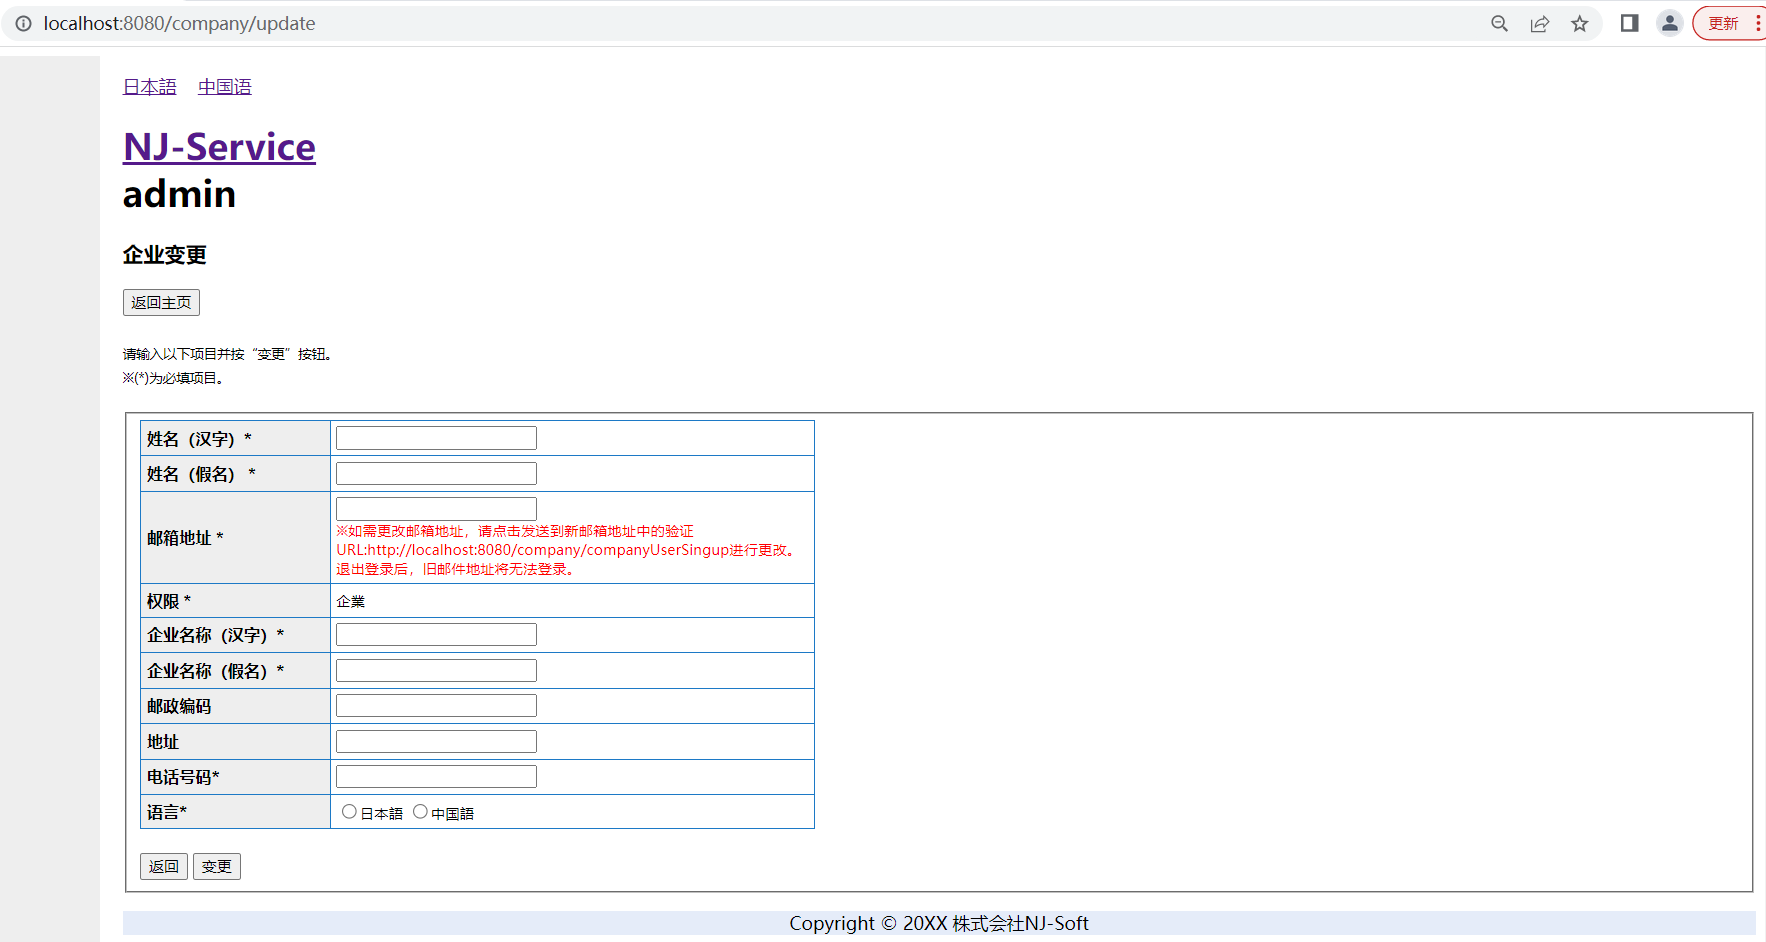 localhost:8080/company/update
更新
日本語 中国语
NJ-Service
admin
企业变更
返回主页
请输入以下项目并按“变更”按钮。
※(*)为必填项目。
姓名（汉字）*
姓名（假名） *
邮箱地址 *
※如需更改邮箱地址，请点击发送到新邮箱地址中的验证
URL:http://localhost:8080/company/companyUserSingup进行更改。
退出登录后，旧邮件地址将无法登录。
权限 * 企業
企业名称（汉字）*
企业名称（假名）*
邮政编码
地址
电话号码*
语言* 日本語 中国語
返回 变更
Copyright © 20XX 株式会社NJ-Soft